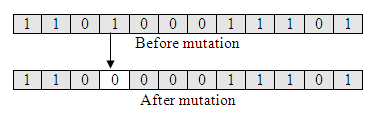 1 1 0 1 0 0 0 1 1 1 0 1
Before mutation
1 1 0 0 0 0 0 1 1 1 0 1
After mutation